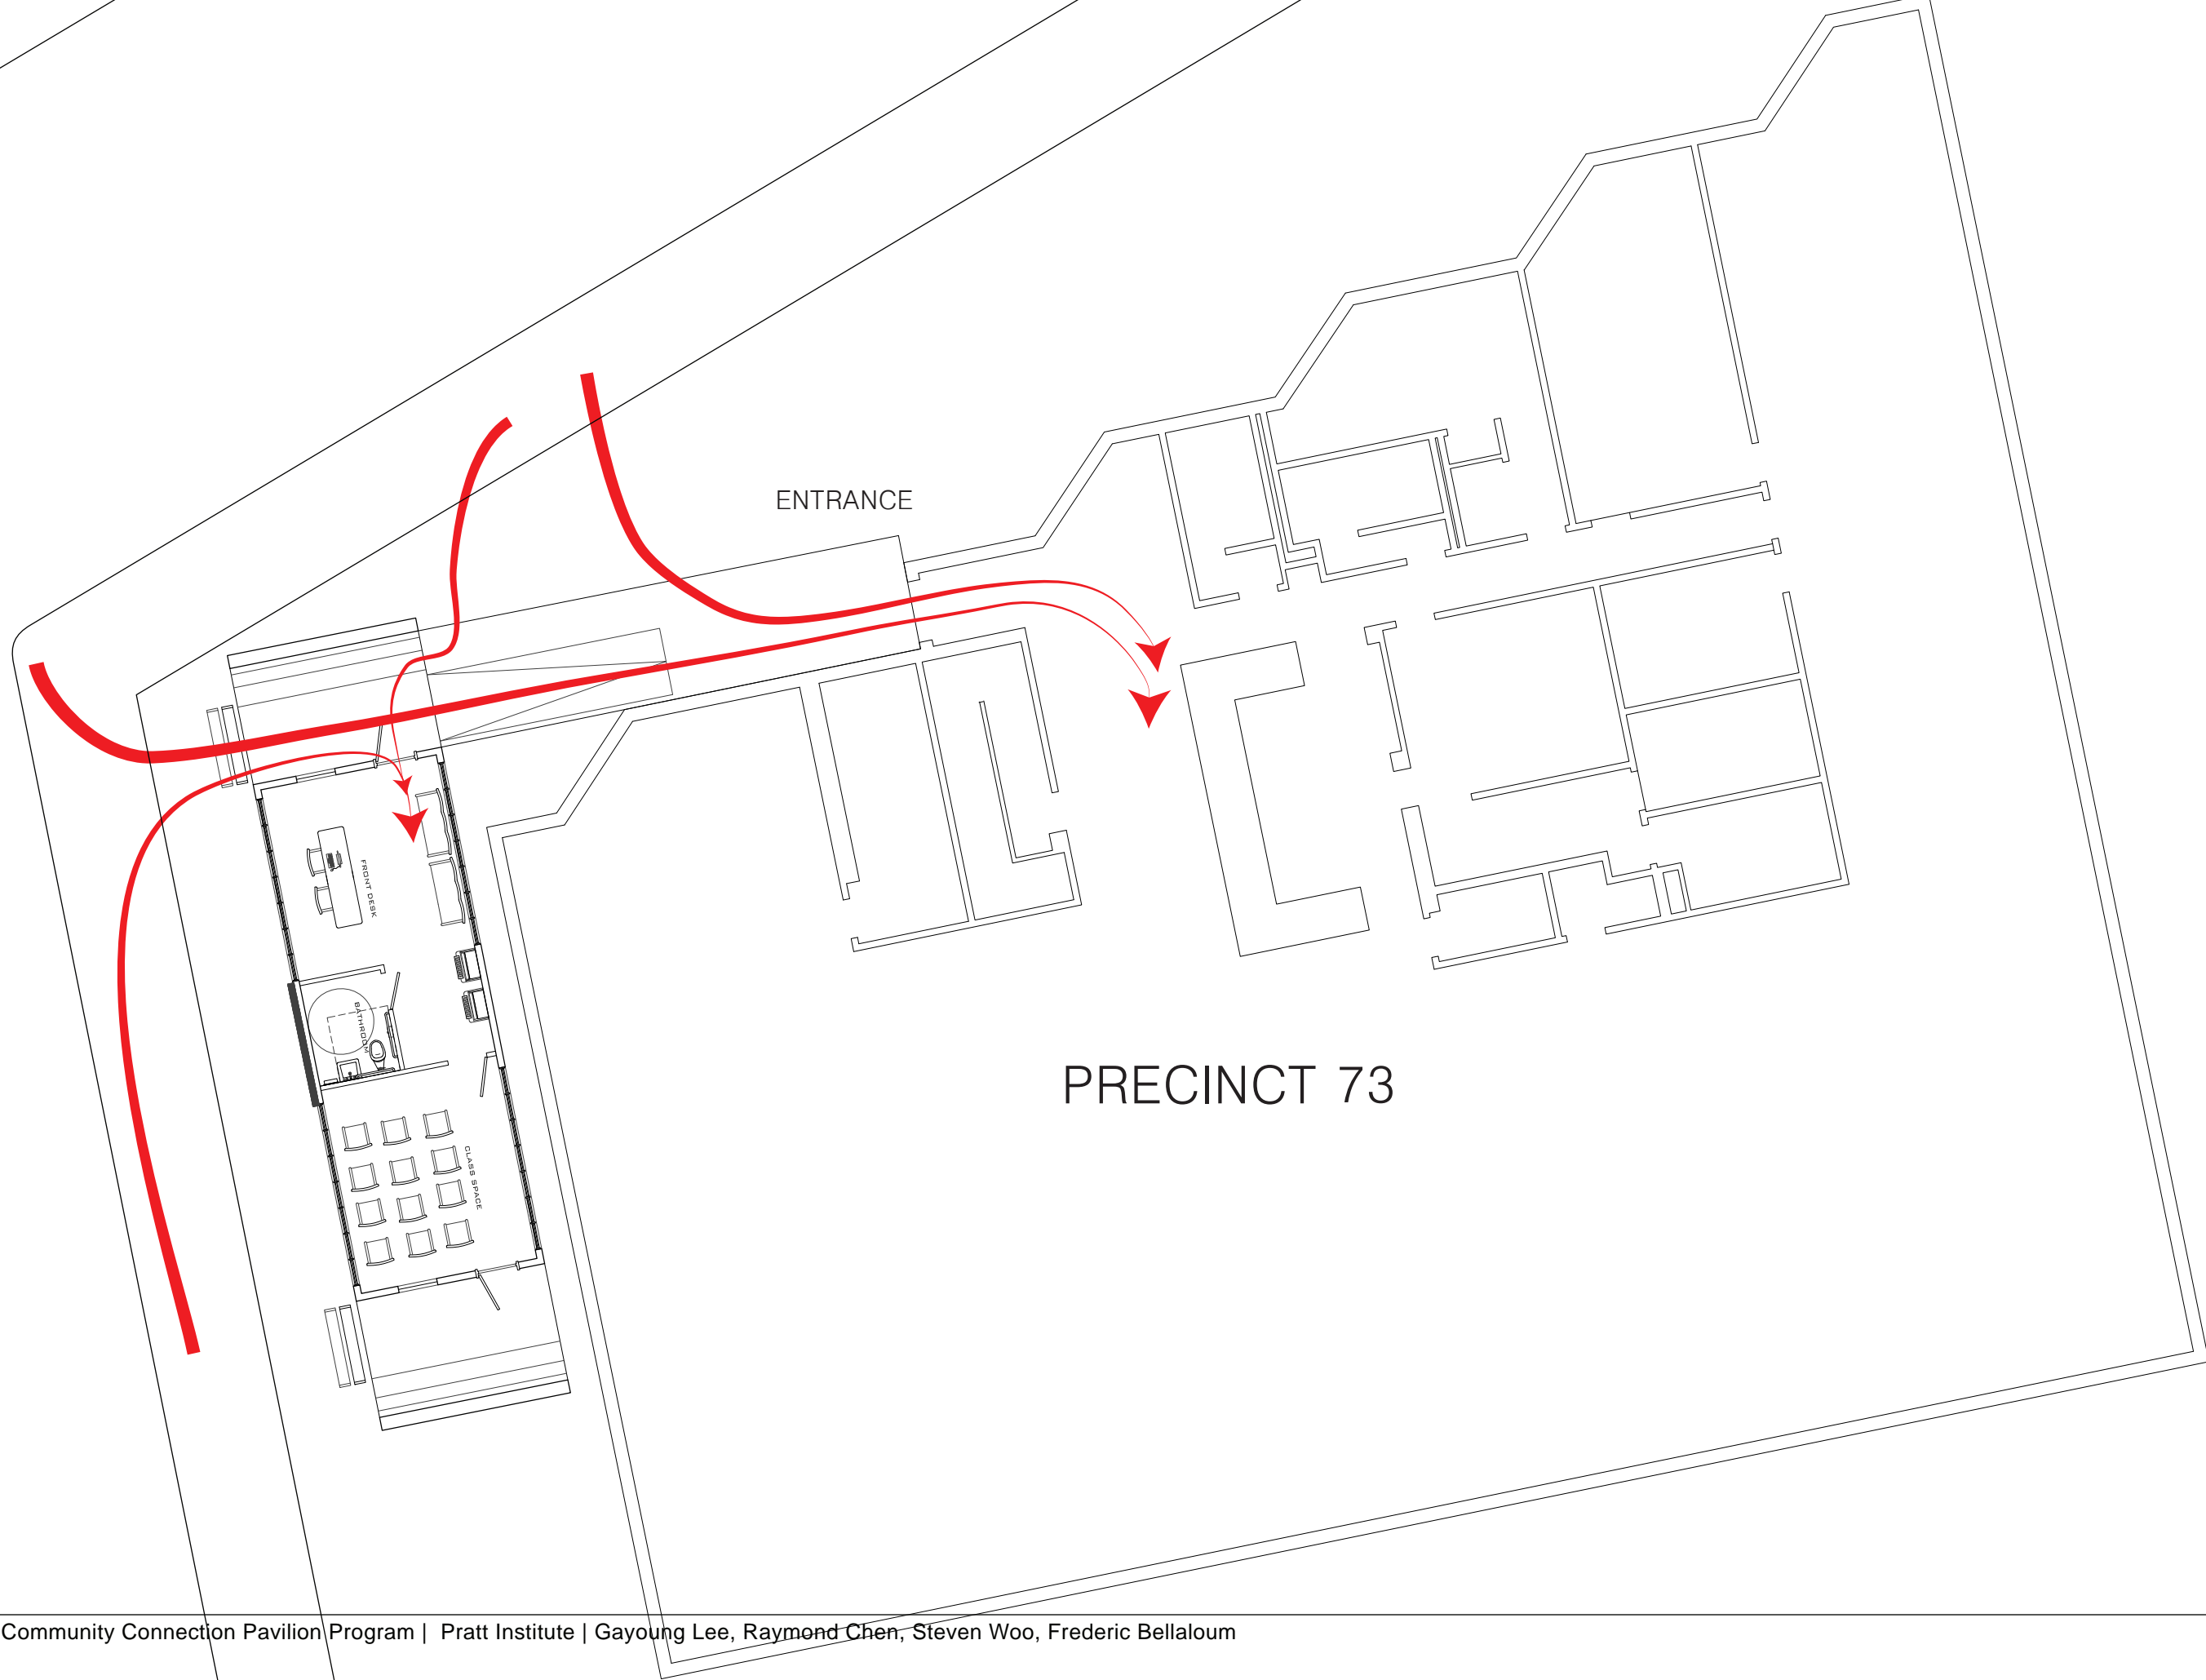 ENTRANCE
FRONT DESK
BATHROOM
PRECINCT 73
CLASS SPACE
Community Connection Pavilion Program | Pratt Institute | Gayoung Lee, Raymond Chen, Steven Woo, Frederic Bellaloum